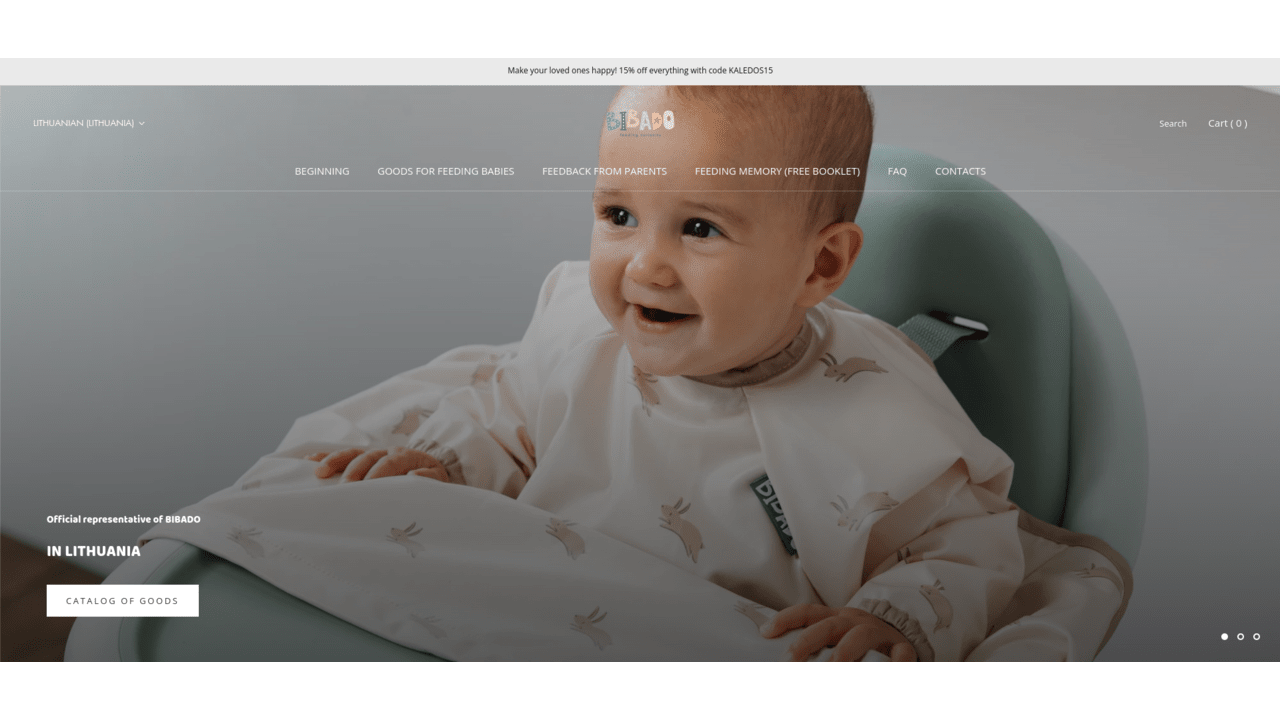 Make your loved ones happy! 15% off everything with code KALEDOS15
LITHUANIAN (LITHUANIA)
BIBADO
Search
Cart ( 0 )
BEGINNING
GOODS FOR FEEDING BABIES
FEEDBACK FROM PARENTS
FEEDING MEMORY (FREE BOOKLET)
FAQ
CONTACTS
BIBADO
Official representative of BIBADO
IN LITHUANIA
CATALOG OF GOODS